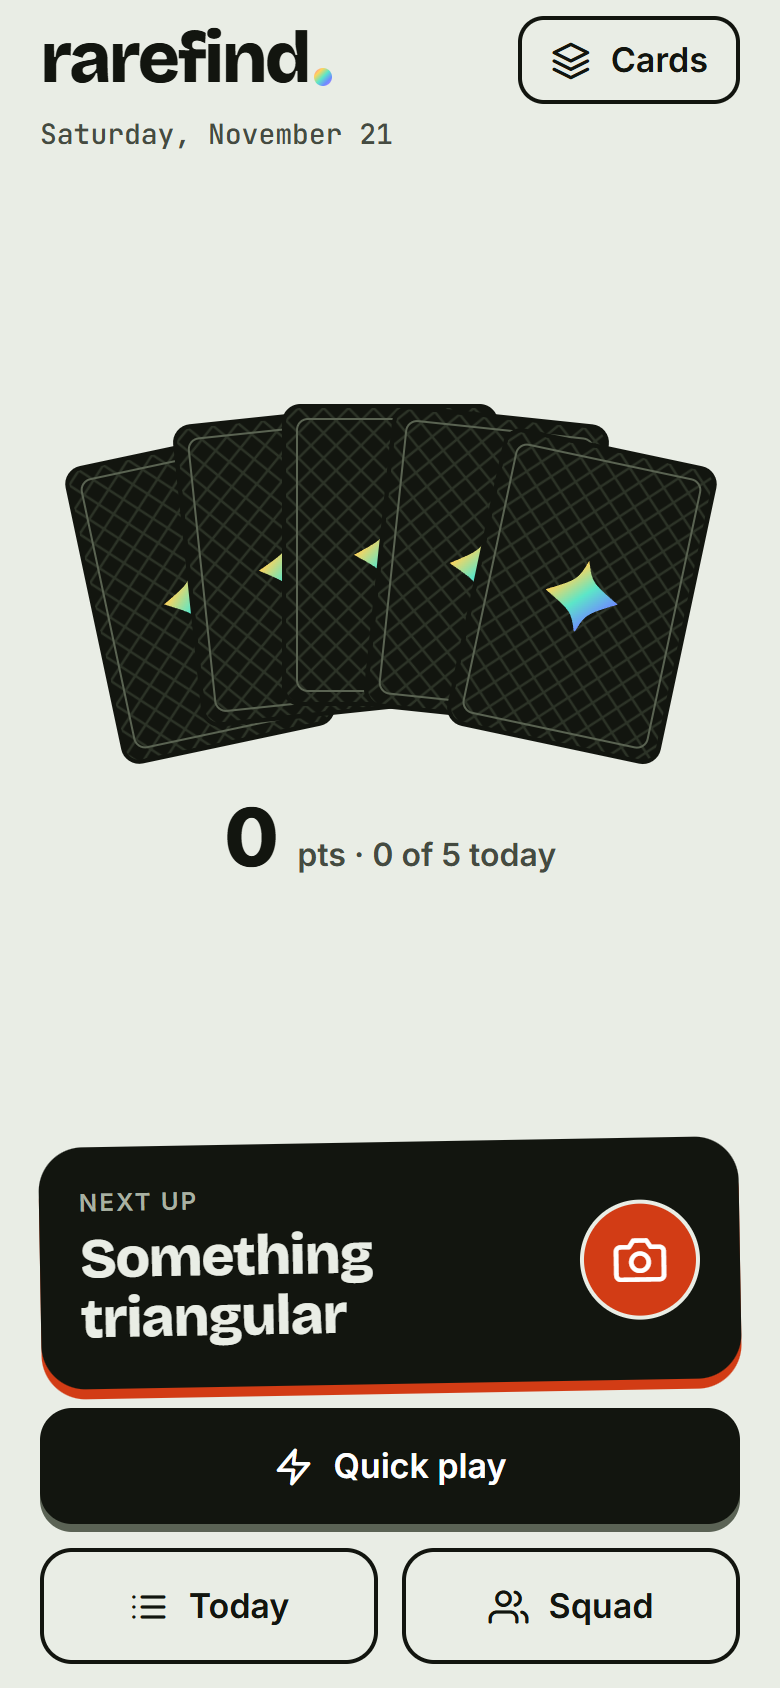 rarefind.
Cards
Saturday, November 21
0 pts · 0 of 5 today
NEXT UP
Something
triangular
Quick play
Today
Squad